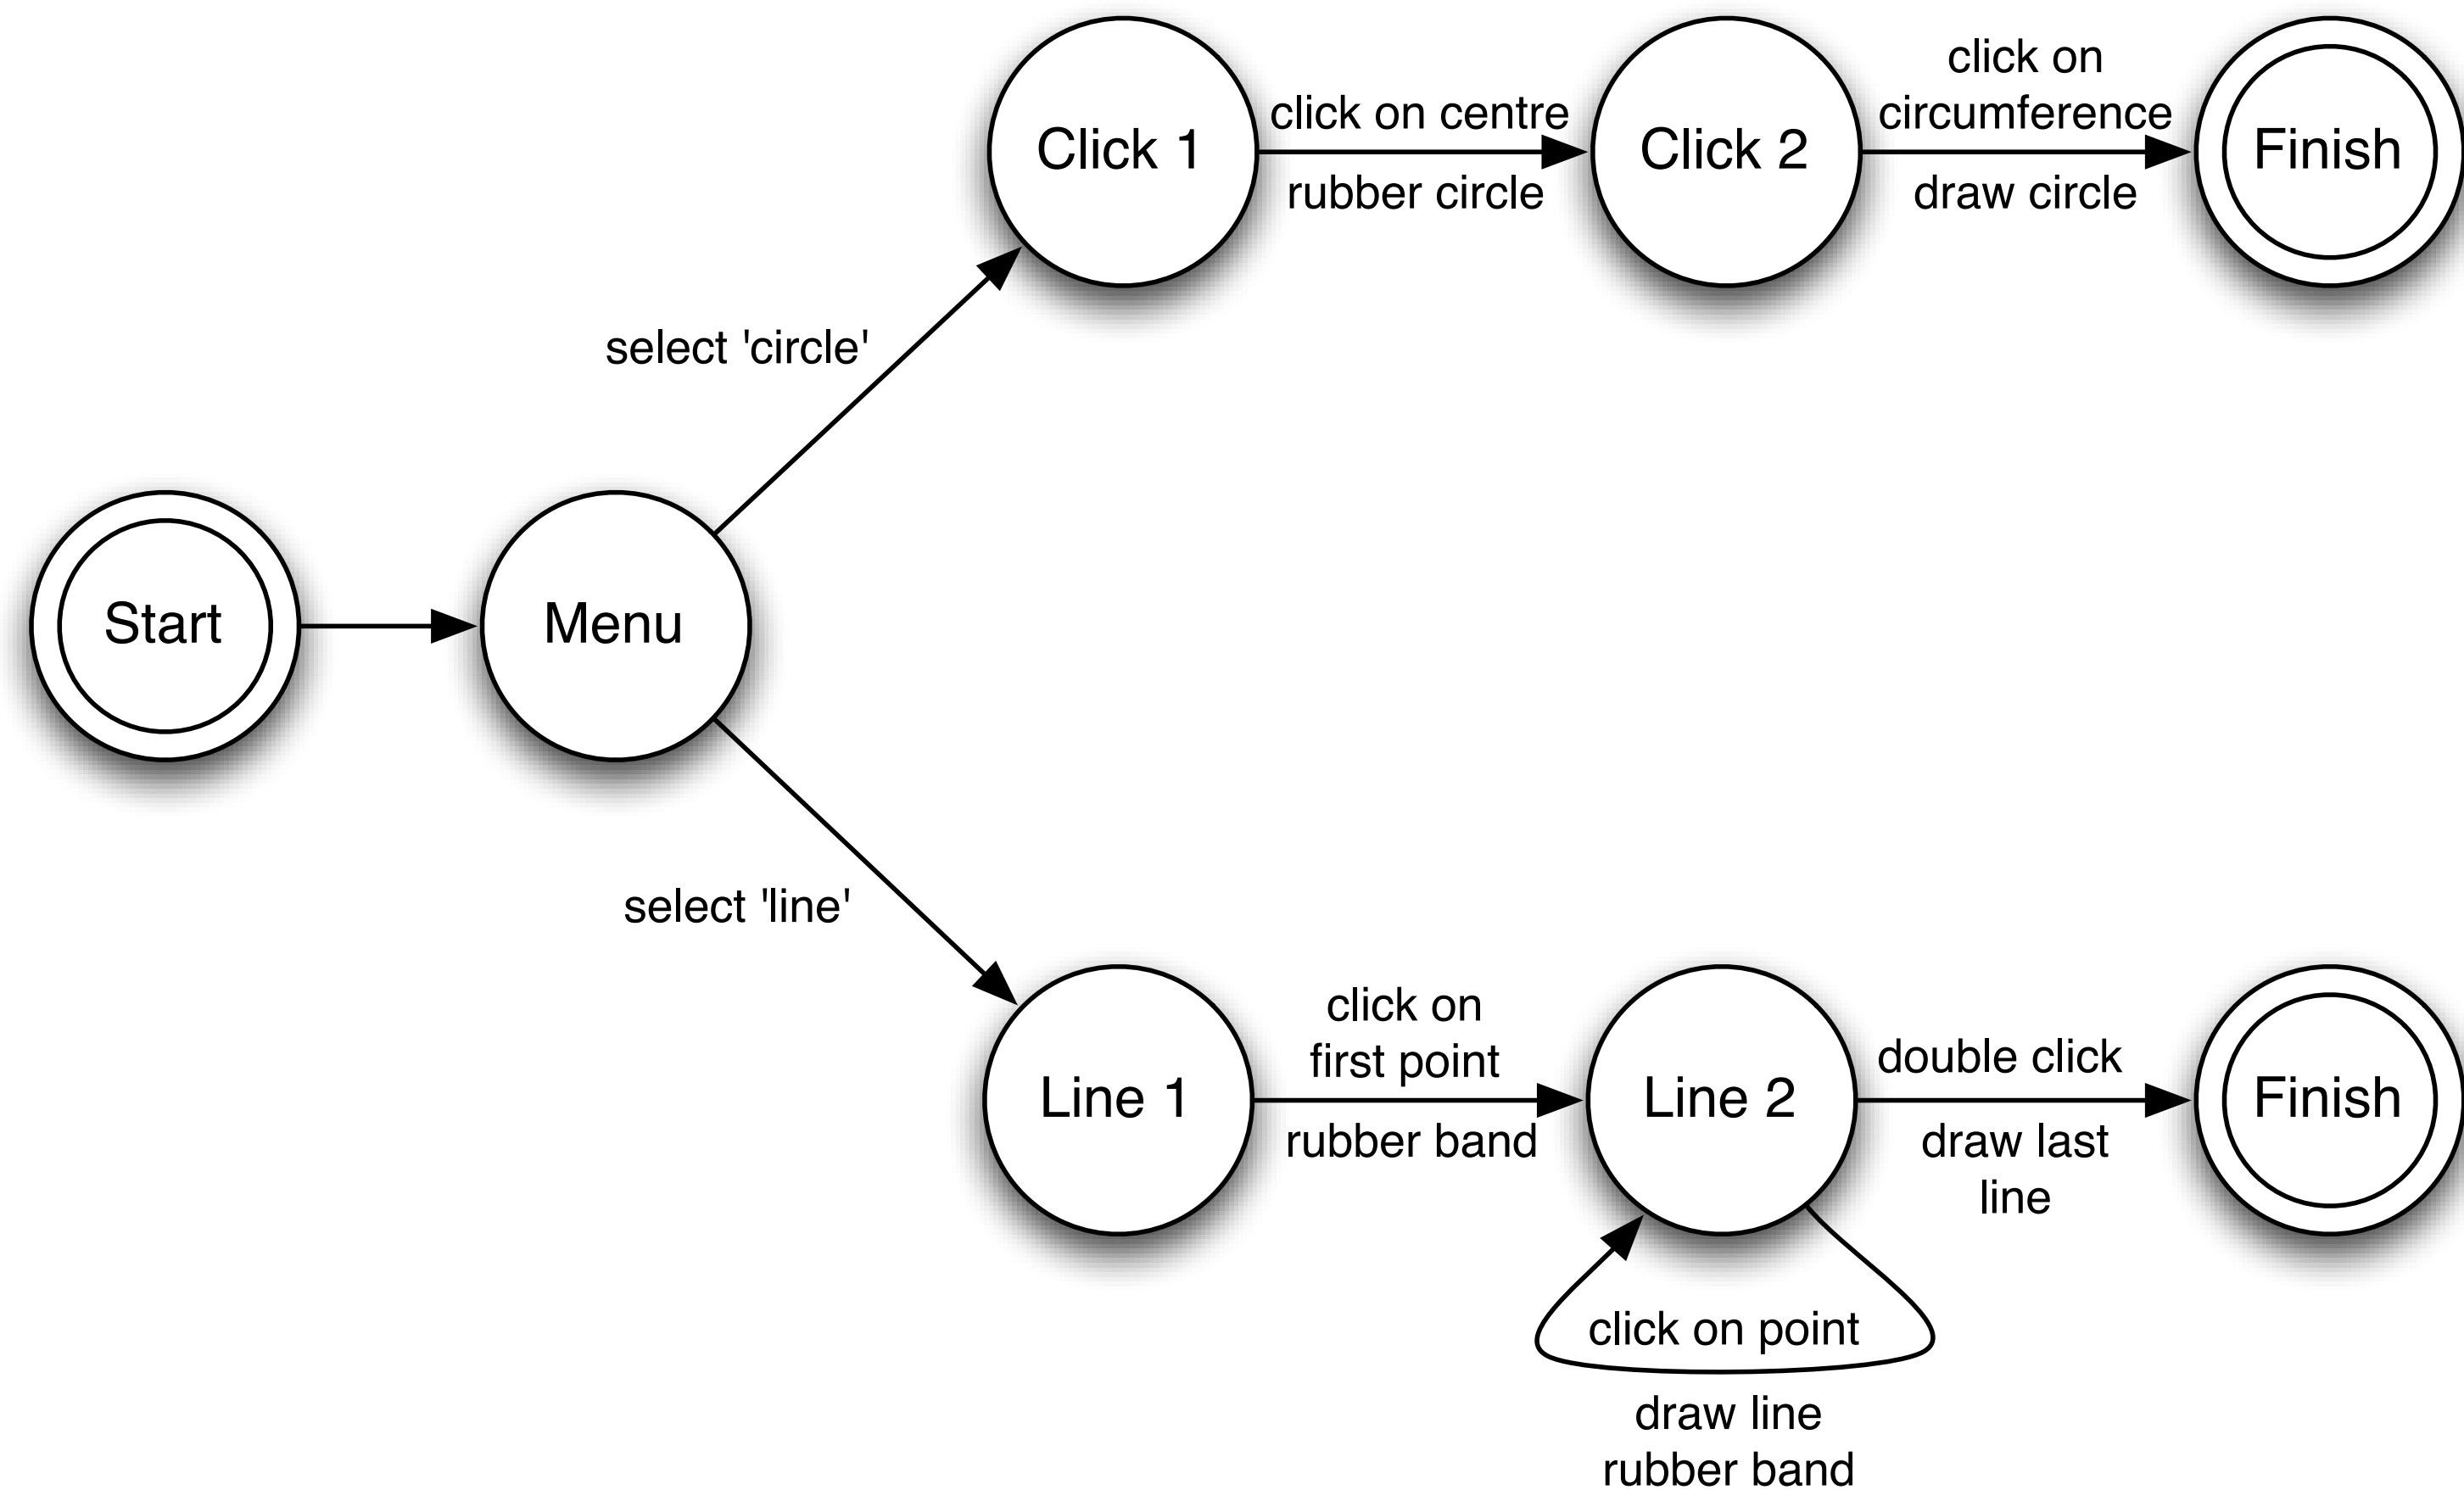 Click 1
click on centre
rubber circle
Click 2
click on
circumference
draw circle
Finish
select 'circle'
Start
Menu
select 'line'
Line 1
click on
first point
rubber band
Line 2
double click
draw last
line
Finish
click on point
draw line
rubber band